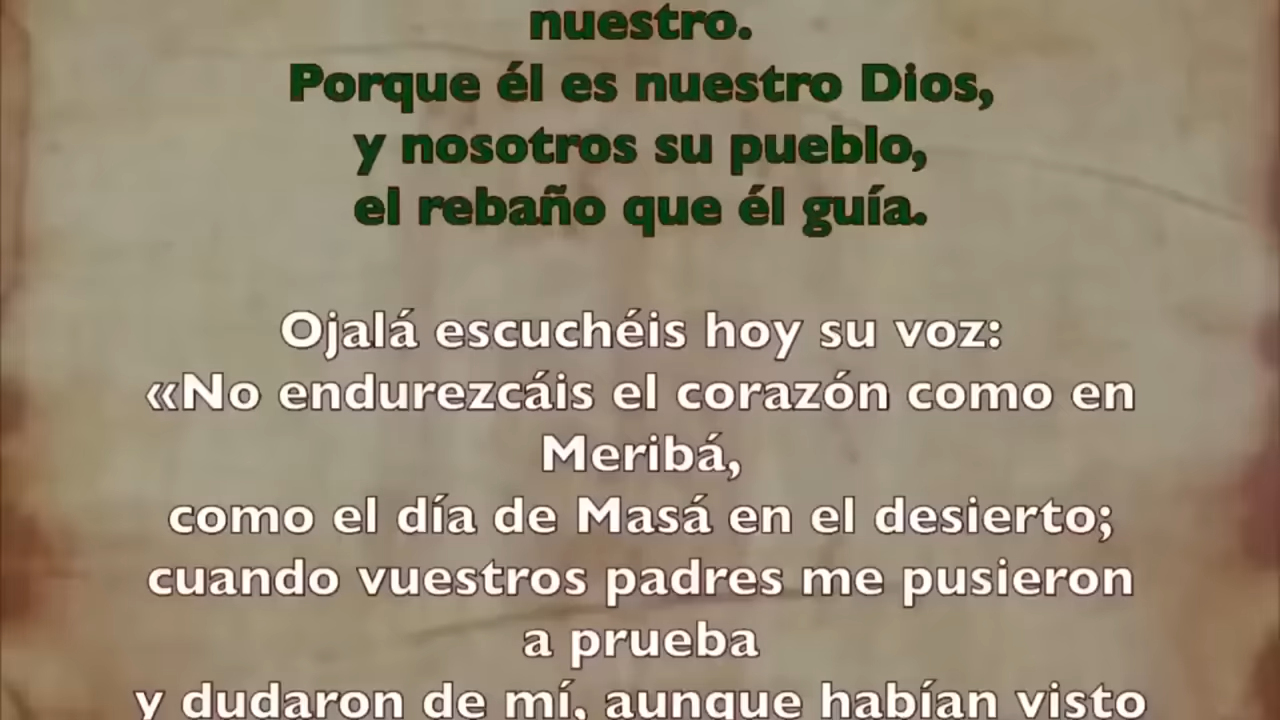 nuestro.
Porque él es nuestro Dios,
y nosotros su pueblo,
el rebaño que él guía.
Ojalá escuchéis hoy su voz:
«No endurezcáis el corazón como en
Meribá,
como el día de Masá en el desierto;
cuando vuestros padres me pusieron
a prueba
y dudaron de mí, aunque habían visto